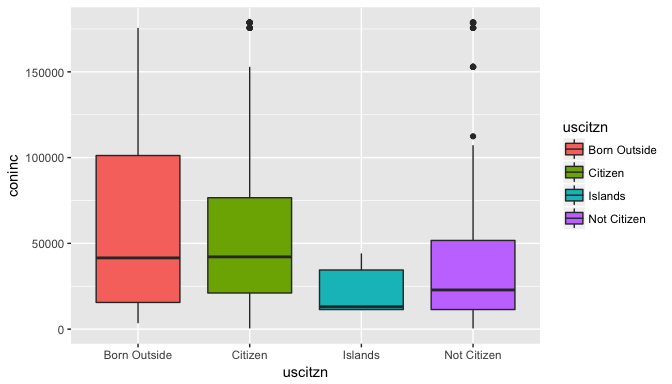 150000
100000
50000
0
coninc
Born Outside
Citizen
Islands
Not Citizen
uscitzn
uscitzn
Born Outside
Citizen
Islands
Not Citizen